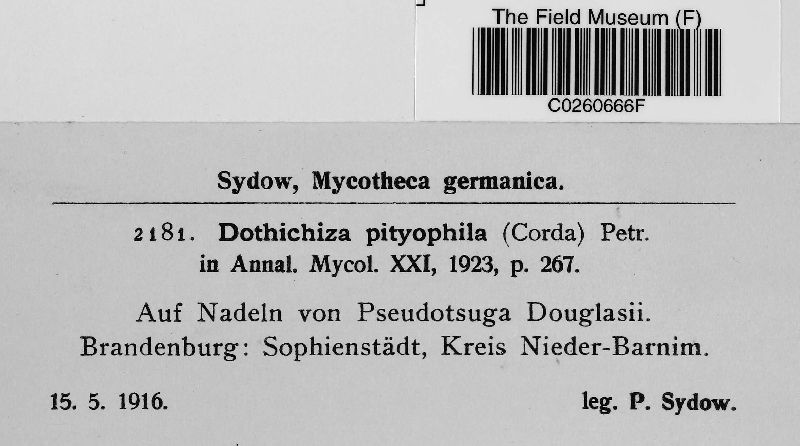 The Field Museum (F)
C0260666F
Sydow, Mycotheca germanica.
2181. Dothichiza pityophila (Corda) Petr.
in Annal. Mycol. XXI, 1923, p. 267.
Auf Nadeln von Pseudotsuga Douglasii.
Brandenburg: Sophienstädt, Kreis Nieder-Barnim.
15. 5. 1916. leg. P. Sydow.